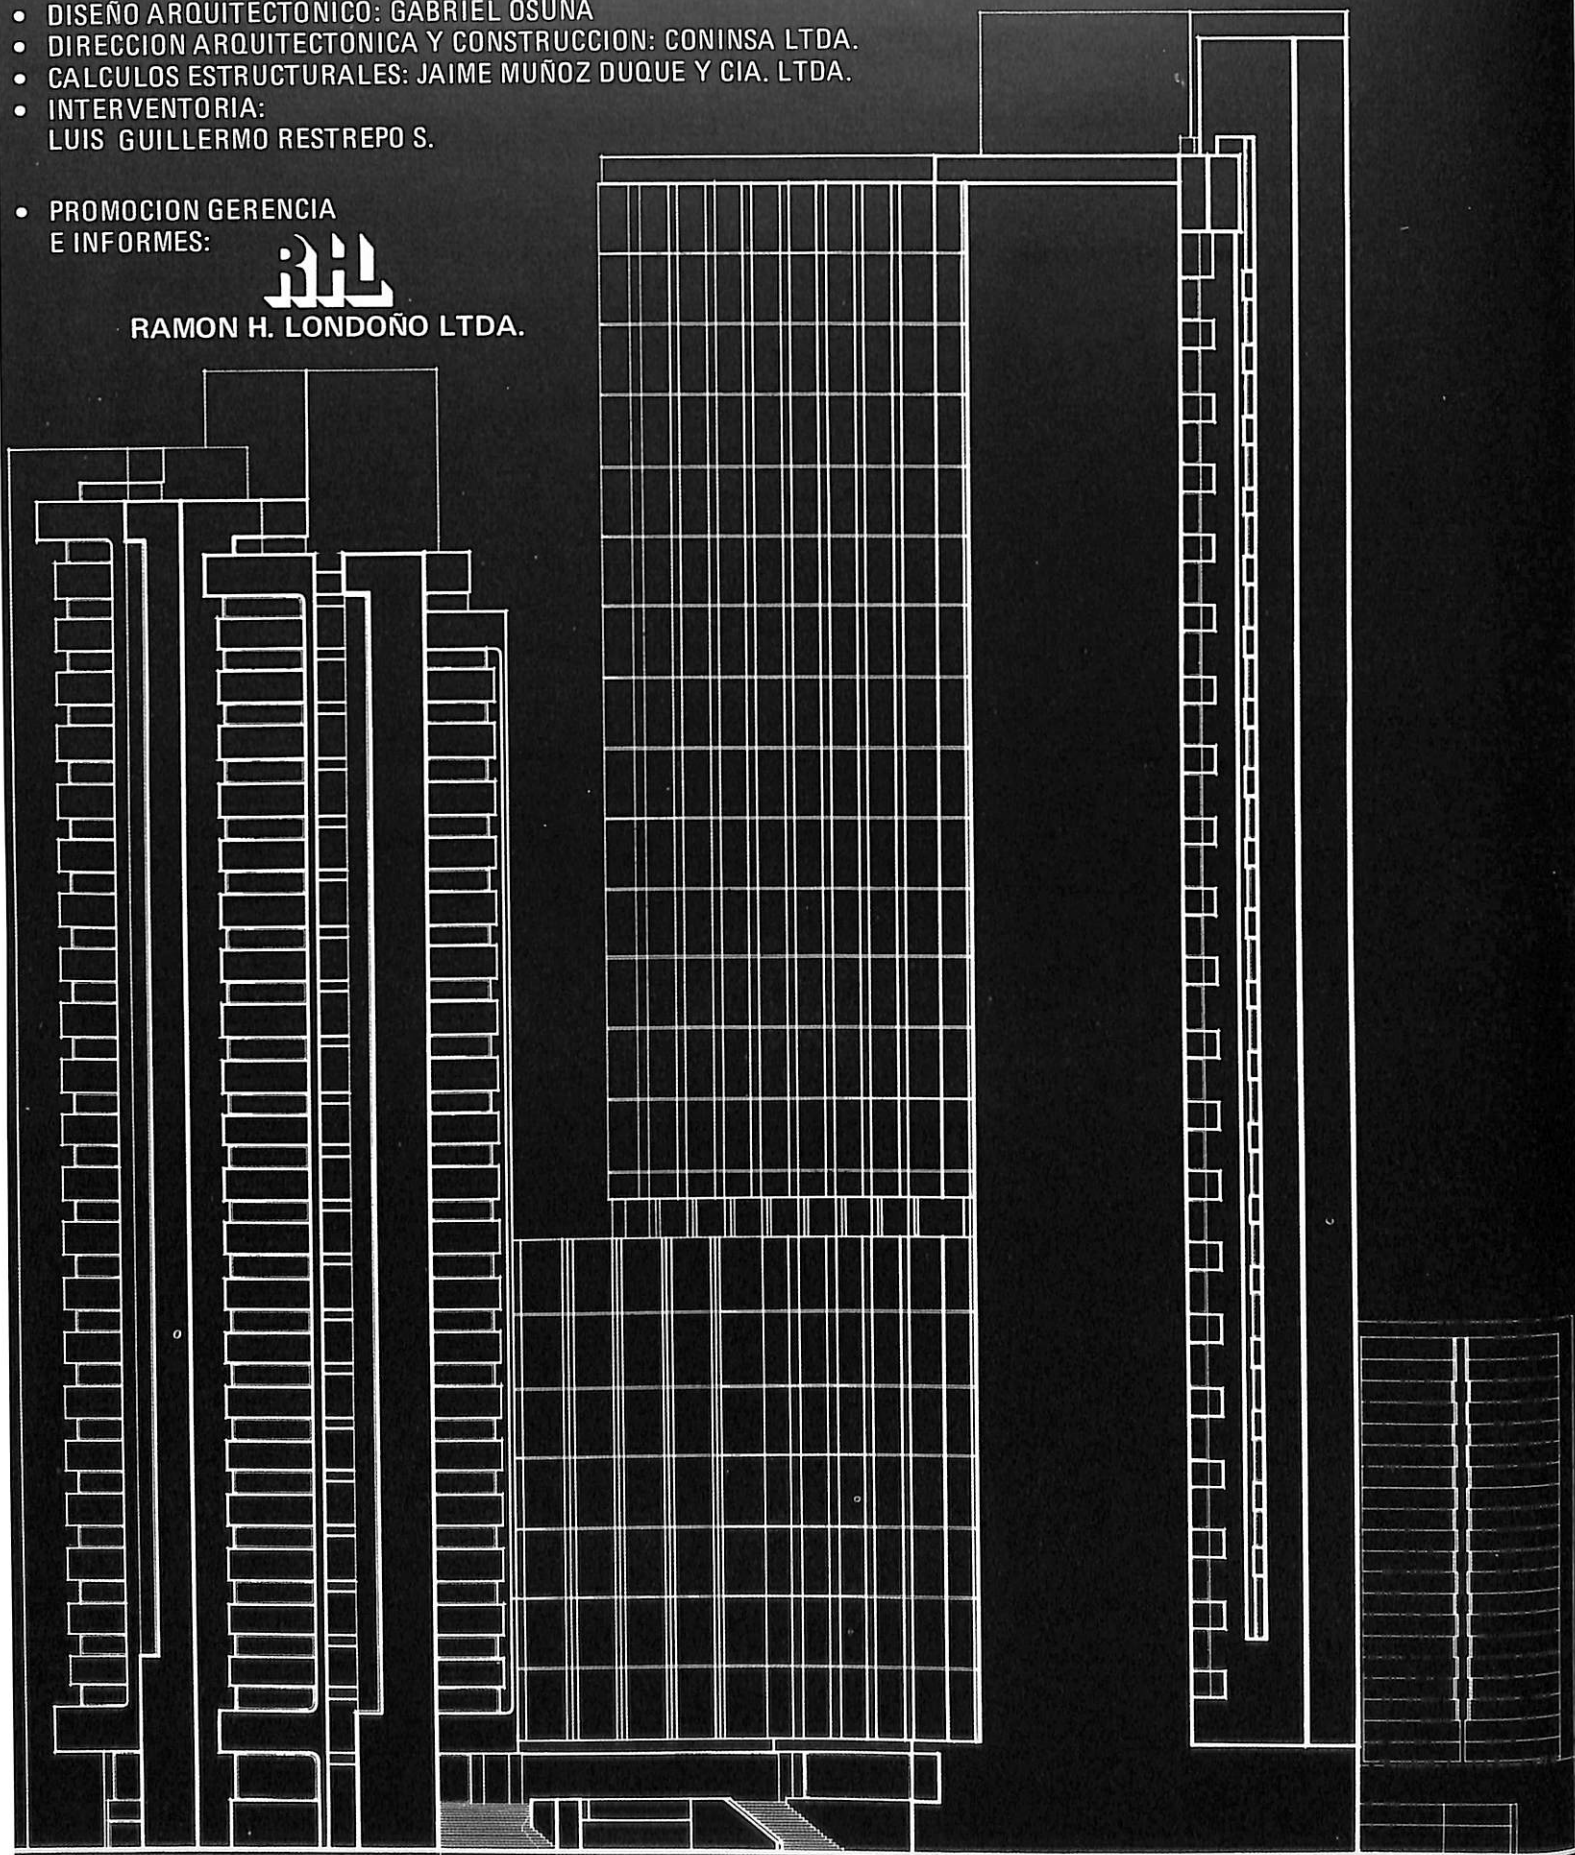 • DISEÑO ARQUITECTONICO: GABRIEL OSUNA
• DIRECCION ARQUITECTONICA Y CONSTRUCCION: CONINSA LTDA.
• CALCULOS ESTRUCTURALES: JAIME MUÑOZ DUQUE Y CIA. LTDA.
• INTERVENTORIA:
LUIS GUILLERMO RESTREPO S.
• PROMOCION GERENCIA
E INFORMES:
RHL
RAMON H. LONDOÑO LTDA.